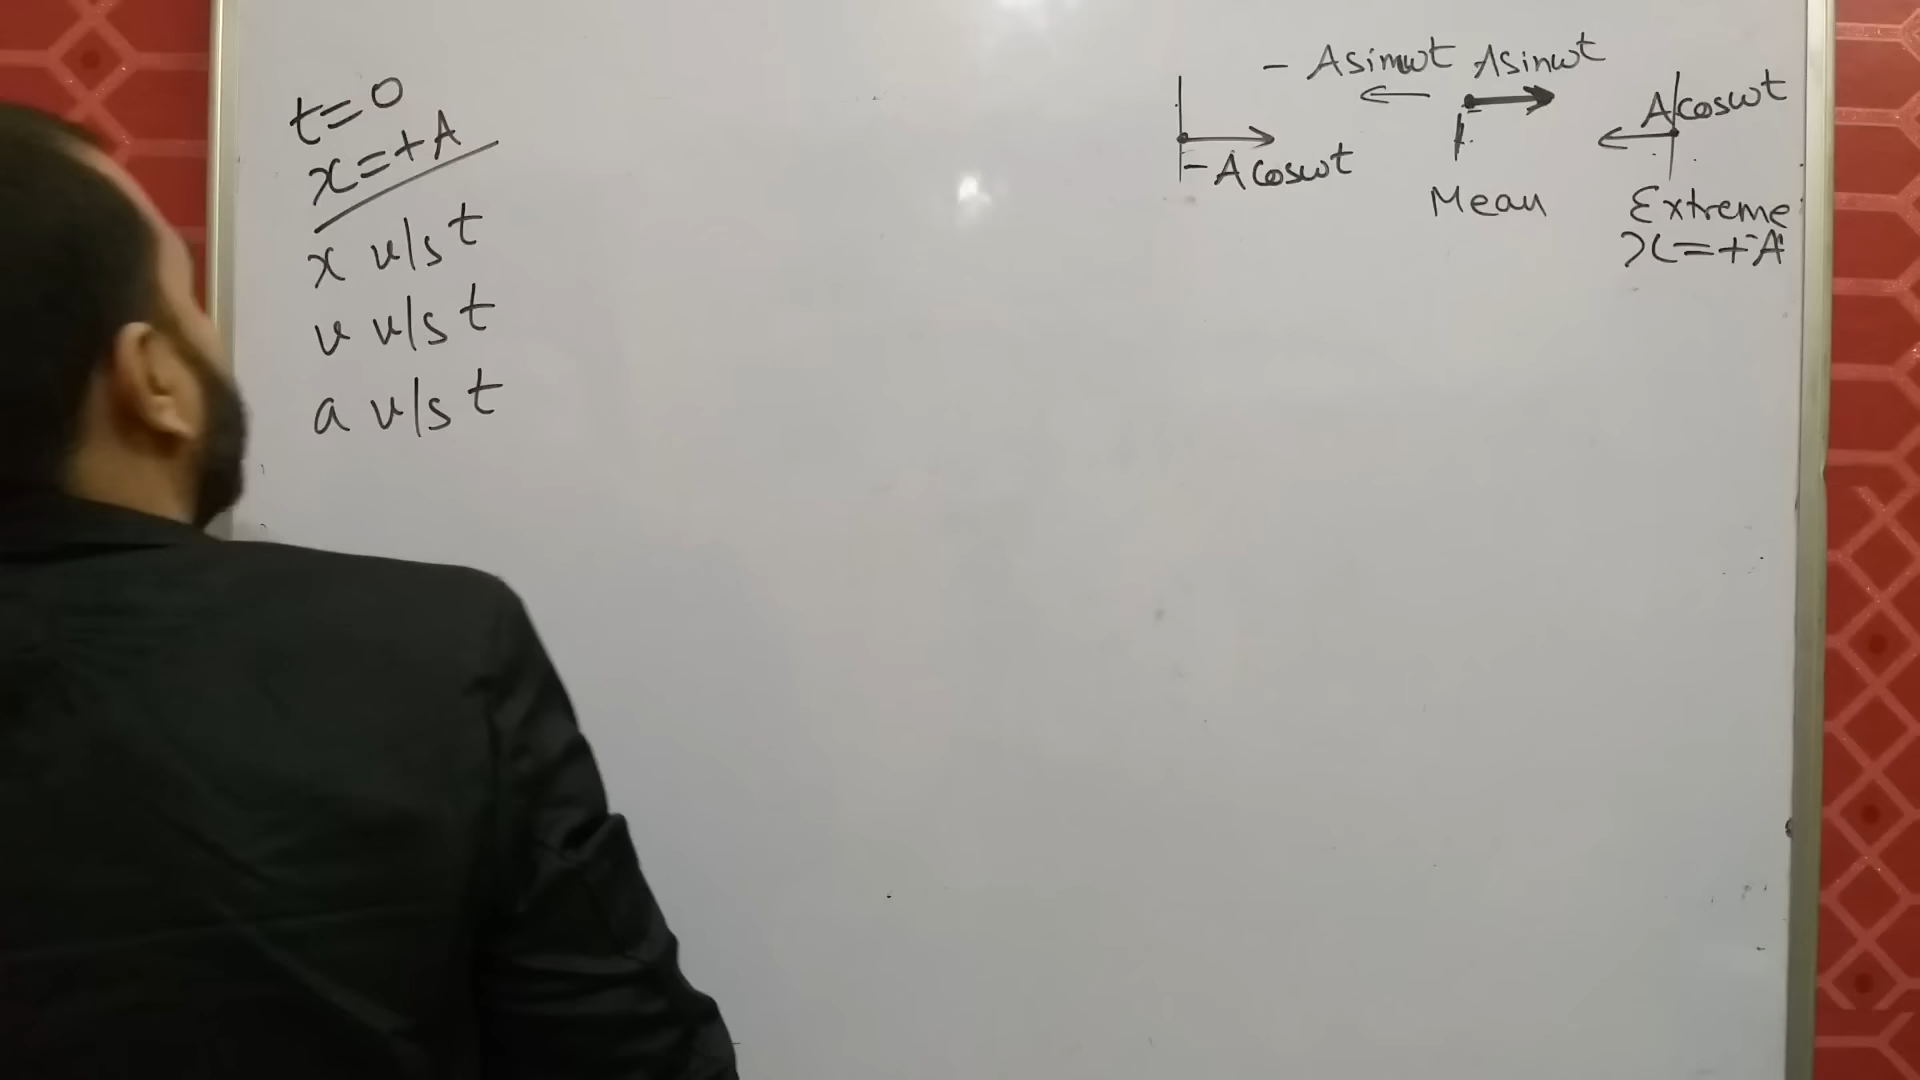 t=0
x=+A
x v/s t
v v/s t
a v/s t
- Asinωt Asinωt
Acosωt
-Acosωt
Mean
Extreme
x=+A